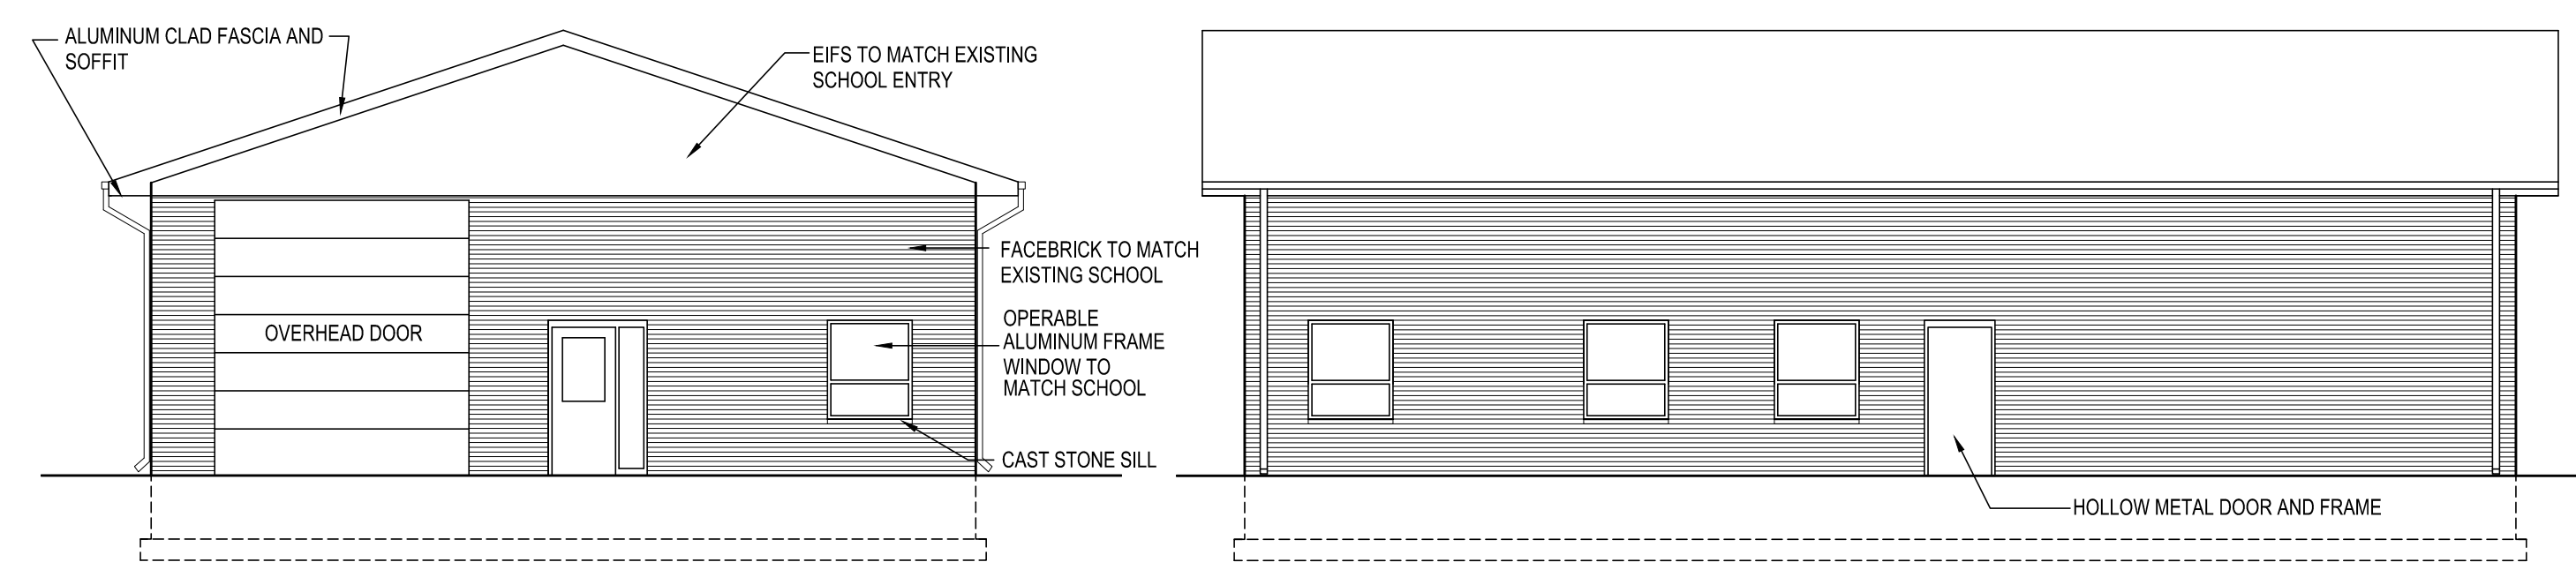 ALUMINUM CLAD FASCIA AND
SOFFIT
EIFS TO MATCH EXISTING
SCHOOL ENTRY
FACEBRICK TO MATCH
EXISTING SCHOOL
OVERHEAD DOOR
OPERABLE
ALUMINUM FRAME
WINDOW TO
MATCH SCHOOL
CAST STONE SILL
HOLLOW METAL DOOR AND FRAME